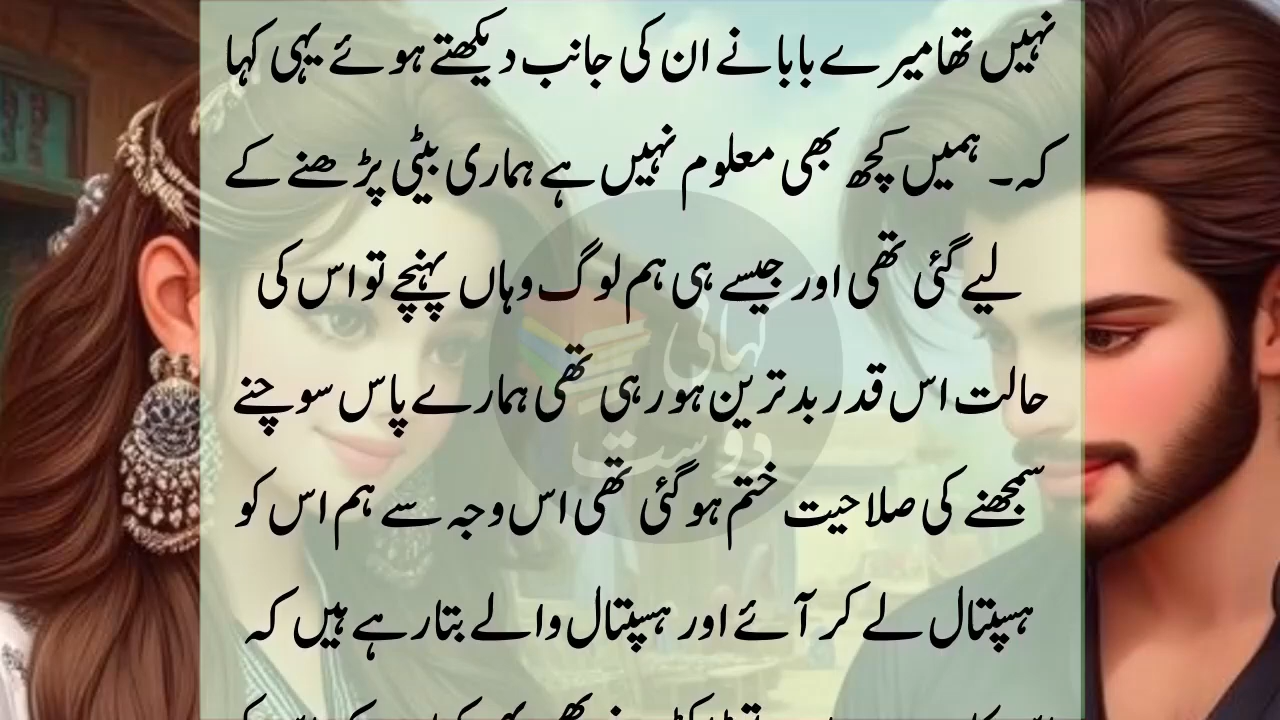 نہیں تھا میرے بابا نے ان کی جانب دیکھتے ہوئے یہی کہا
کہ۔ ہمیں کچھ بھی معلوم نہیں ہے ہماری بیٹی پڑھنے کے
لیے گئی تھی اور جیسے ہی ہم لوگ وہاں پہنچے تو اس کی
حالت اس قدر بدترین ہو رہی تھی ہمارے پاس سوچنے
سمجھنے کی صلاحیت ختم ہو گئی تھی اس وجہ سے ہم اس کو
ہسپتال لے کر آئے اور ہسپتال والے بتا رہے ہیں کہ
کہانی
دوست